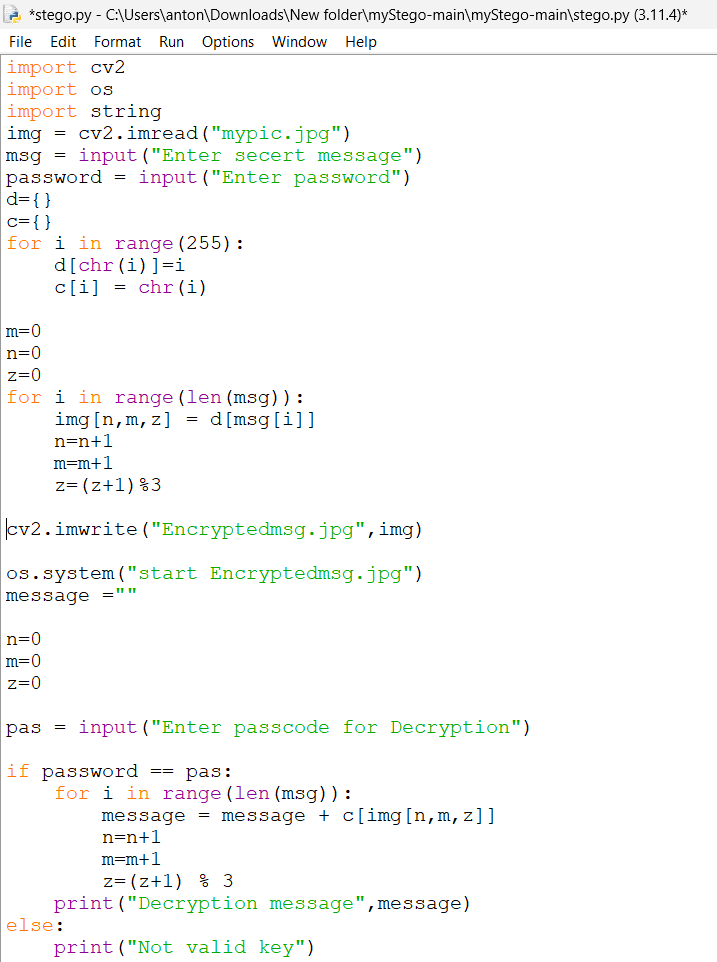 *stego.py - C:\Users\anton\Downloads\New folder\myStego-main\myStego-main\stego.py (3.11.4)*
File Edit Format Run Options Window Help
import cv2
import os
import string
img = cv2.imread("mypic.jpg")
msg = input("Enter secert message")
password = input("Enter password")
d={}
c={}
for i in range(255):
    d[chr(i)]=i
    c[i] = chr(i)
m=0
n=0
z=0
for i in range(len(msg)):
    img[n,m,z] = d[msg[i]]
    n=n+1
    m=m+1
    z=(z+1)%3
cv2.imwrite("Encryptedmsg.jpg",img)
os.system("start Encryptedmsg.jpg")
message =""
n=0
m=0
z=0
pas = input("Enter passcode for Decryption")
if password == pas:
    for i in range(len(msg)):
        message = message + c[img[n,m,z]]
        n=n+1
        m=m+1
        z=(z+1) % 3
    print("Decryption message",message)
else:
    print("Not valid key")